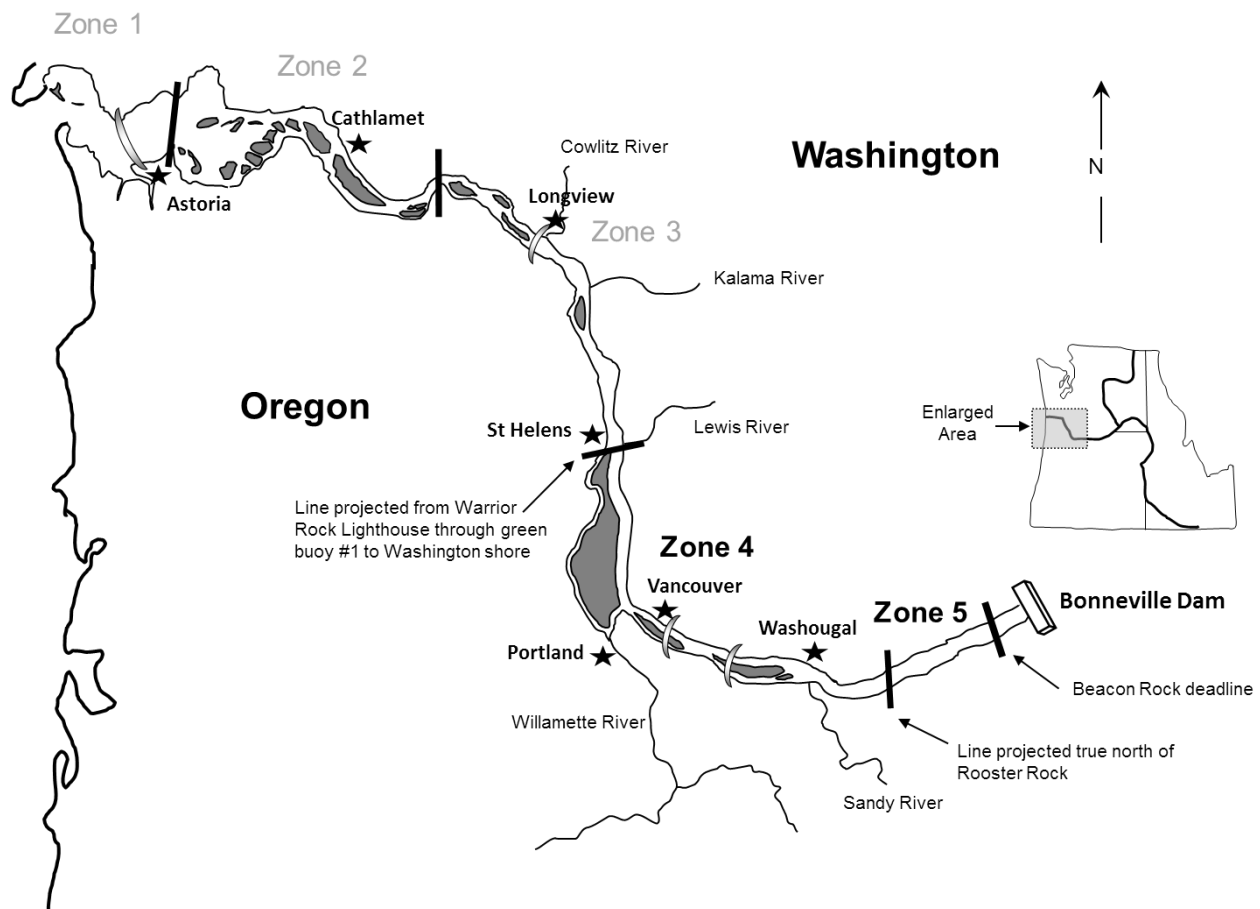 Zone 1
Zone 2
Cathlamet
Cowlitz River
Washington
N
Astoria
Longview
Zone 3
Kalama River
Oregon
Enlarged
Area
St Helens
Lewis River
Line projected from Warrior
Rock Lighthouse through green
buoy #1 to Washington shore
Zone 4
Vancouver
Zone 5
Bonneville Dam
Washougal
Portland
Beacon Rock deadline
Willamette River
Line projected true north of
Rooster Rock
Sandy River